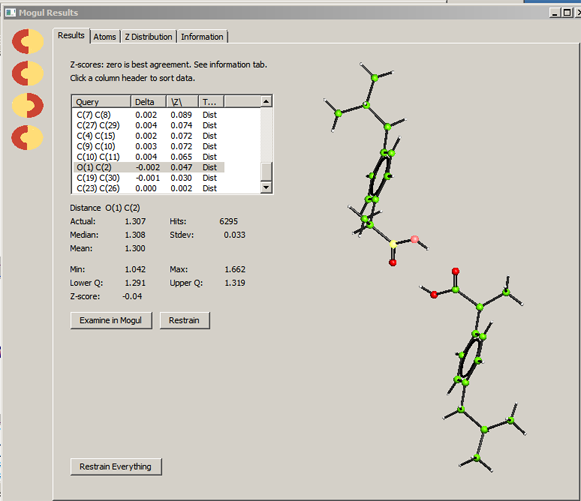 Mogul Results
Results Atoms Z Distribution Information
Z-scores: zero is best agreement. See information tab.
Click a column header to sort data.
Query Delta \Z\ T...
C(7) C(8) 0.002 0.089 Dist
C(27) C(29) 0.004 0.074 Dist
C(4) C(15) 0.002 0.072 Dist
C(9) C(10) 0.003 0.072 Dist
C(10) C(11) 0.004 0.065 Dist
O(1) C(2) -0.002 0.047 Dist
C(19) C(30) -0.001 0.030 Dist
C(23) C(26) 0.000 0.002 Dist
Distance O(1) C(2)
Actual: 1.307 Hits: 6295
Median: 1.308 Stdev: 0.033
Mean: 1.300
Min: 1.042 Max: 1.662
Lower Q: 1.291 Upper Q: 1.319
Z-score: -0.04
Examine in Mogul Restrain
Restrain Everything